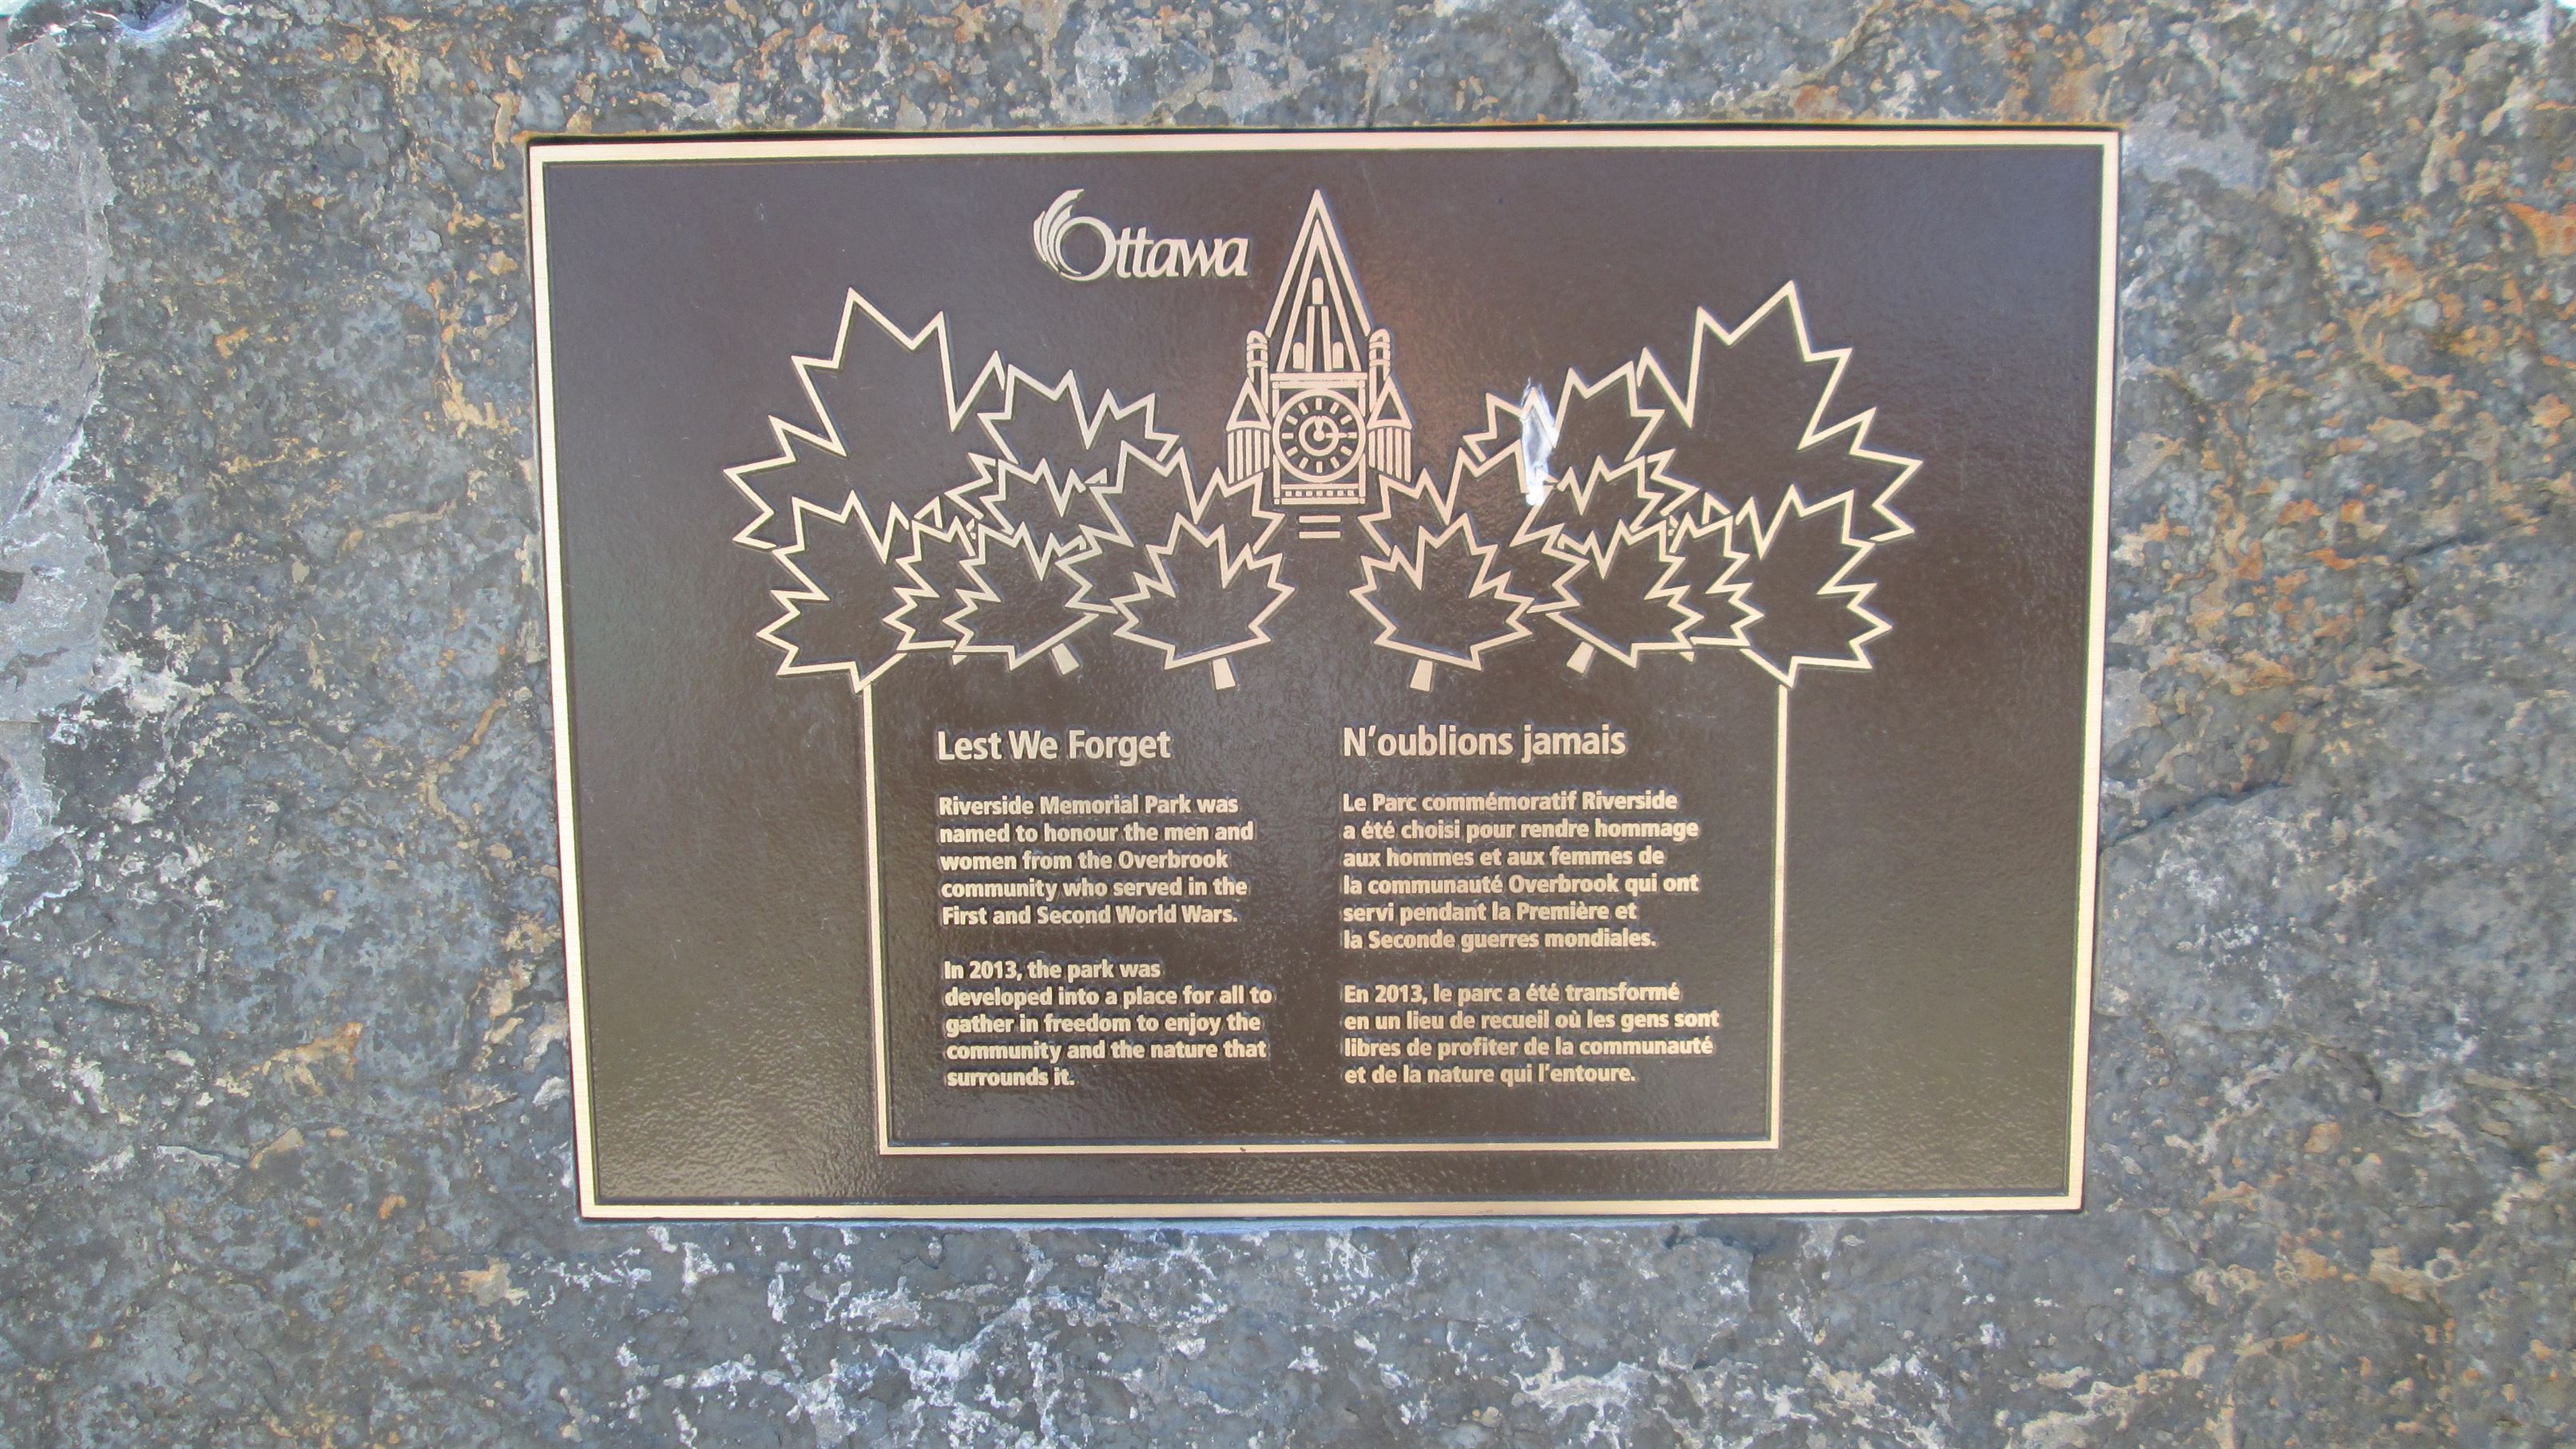 Ottawa
Lest We Forget
Riverside Memorial Park was
named to honour the men and
women from the Overbrook
community who served in the
First and Second World Wars.
In 2013, the park was
developed into a place for all to
gather in freedom to enjoy the
community and the nature that
surrounds it.
N'oublions jamais
Le Parc commémoratif Riverside
a été choisi pour rendre hommage
aux hommes et aux femmes de
la communauté Overbrook qui ont
servi pendant la Première et
la Seconde guerres mondiales.
En 2013, le parc a été transformé
en un lieu de recueil où les gens sont
libres de profiter de la communauté
et de la nature qui l'entoure.